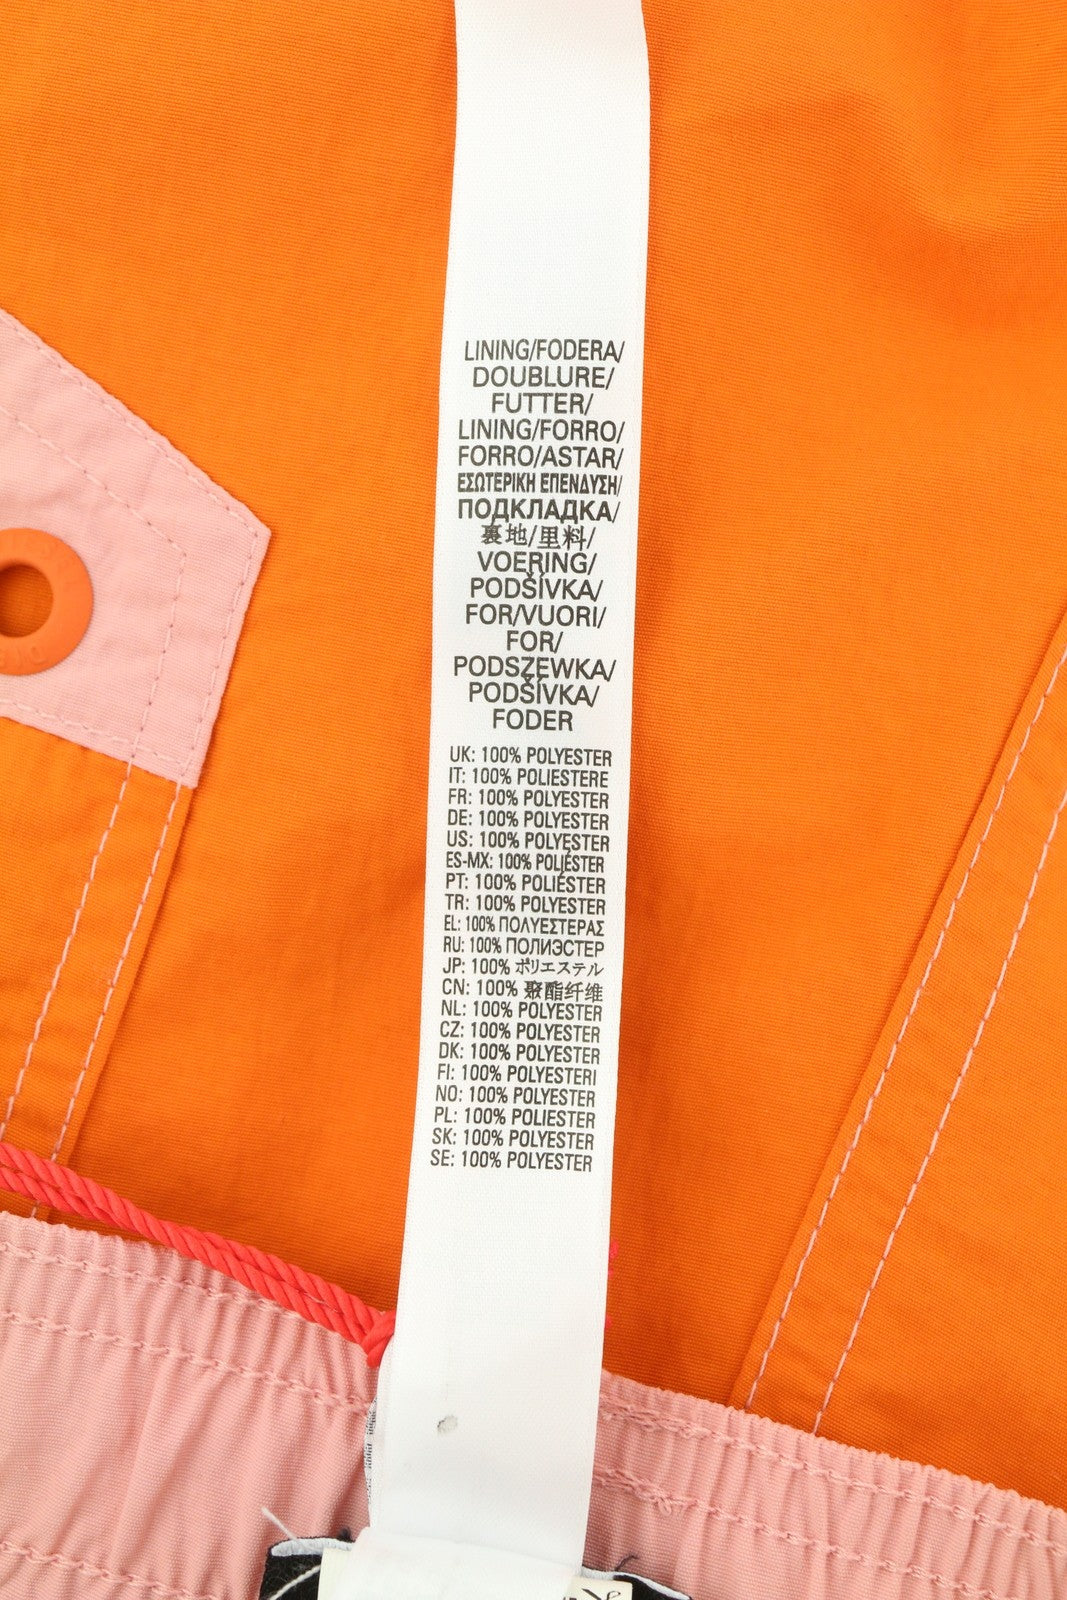 LINING/FODERA/
DOUBLURE/
FUTTER/
LINING/FORRO/
FORRO/ASTAR/
ΕΣΩΤΕΡΙΚΗ ΕΠΕΝΔΥΣΗ/
ПОДКЛАДКА/
裏地/里料/
VOERING/
PODŠÍVKA/
FOR/VUORI/
FOR/
PODSZEWKA/
PODŠÍVKA/
FODER
UK: 100% POLYESTER
IT: 100% POLIESTERE
FR: 100% POLYESTER
DE: 100% POLYESTER
US: 100% POLYESTER
ES-MX: 100% POLIÉSTER
PT: 100% POLIÉSTER
TR: 100% POLYESTER
EL: 100% ΠΟΛΥΕΣΤΕΡΑΣ
RU: 100% ПОЛИЭСТЕР
JP: 100% ポリエステル
CN: 100% 聚酯纤维
NL: 100% POLYESTER
CZ: 100% POLYESTER
DK: 100% POLYESTER
FI: 100% POLYESTERI
NO: 100% POLYESTER
PL: 100% POLIESTER
SK: 100% POLYESTER
SE: 100% POLYESTER